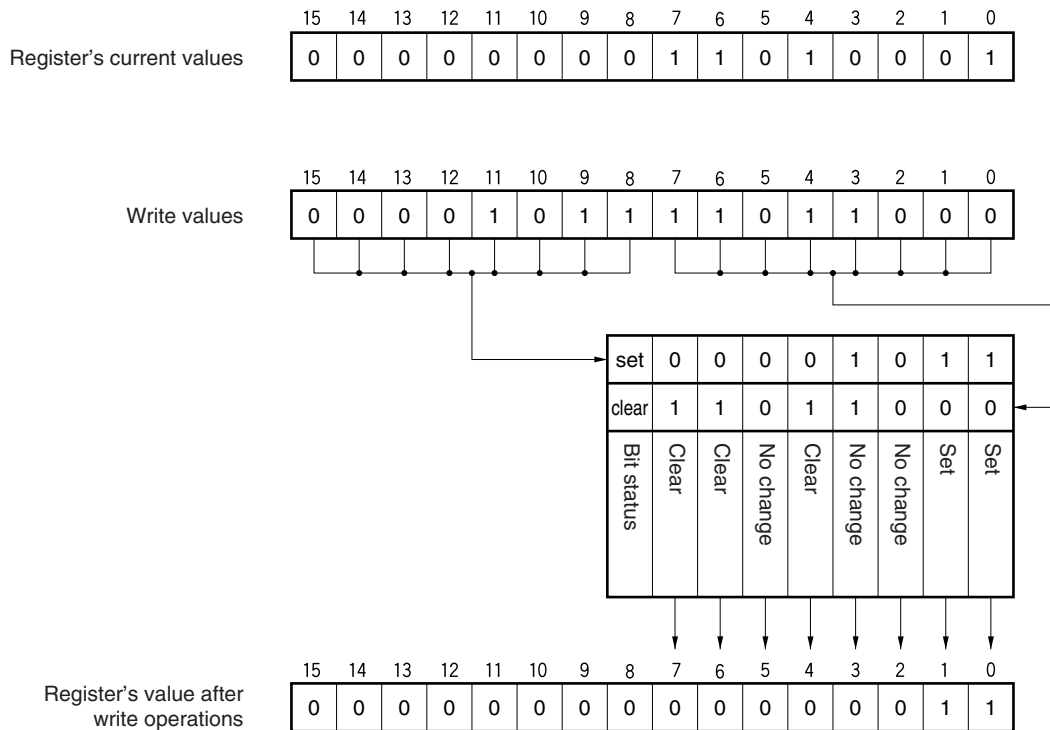 15 14 13 12 11 10 9 8 7 6 5 4 3 2 1 0
Register's current values 0 0 0 0 0 0 0 0 1 1 0 1 0 0 0 1
15 14 13 12 11 10 9 8 7 6 5 4 3 2 1 0
Write values 0 0 0 0 1 0 1 1 1 1 0 1 1 0 0 0
set 0 0 0 0 1 0 1 1
clear 1 1 0 1 1 0 0 0
Bit status Clear Clear No change Clear No change No change Set Set
15 14 13 12 11 10 9 8 7 6 5 4 3 2 1 0
Register's value after
write operations 0 0 0 0 0 0 0 0 0 0 0 0 0 0 1 1